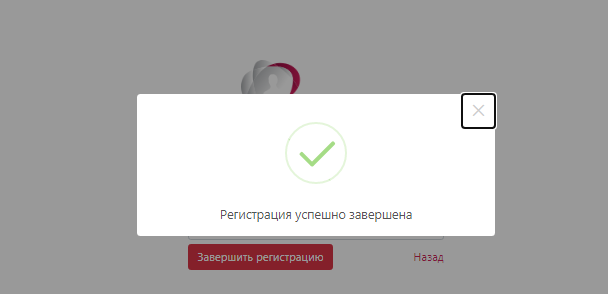 Регистрация успешно завершена
Завершить регистрацию
Назад